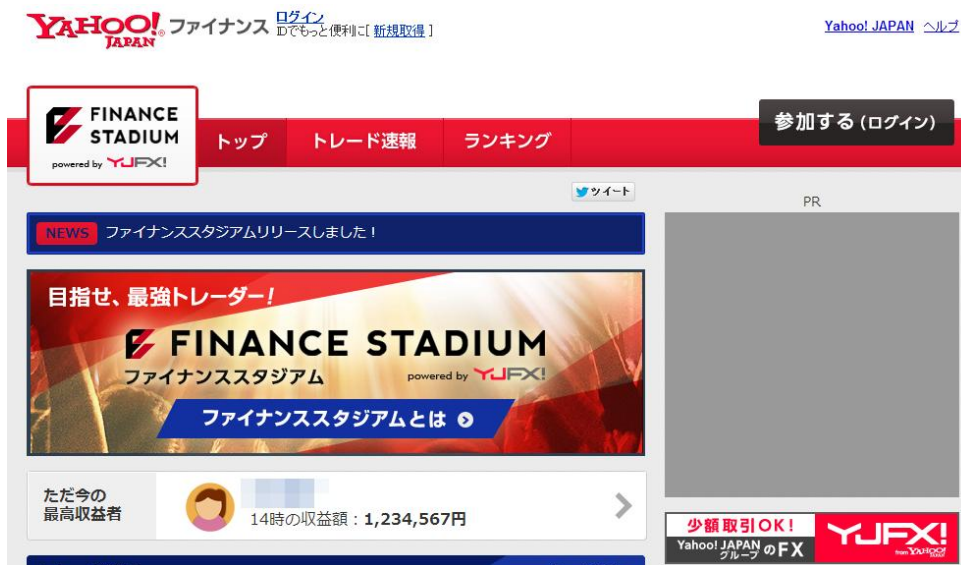 YAHOO! JAPAN ファイナンス
ログイン
IDでもっと便利に[ 新規取得 ]
Yahoo! JAPAN ヘルプ
FINANCE STADIUM
powered by YJFX!
トップ
トレード速報
ランキング
参加する (ログイン)
ツイート
PR
NEWS ファイナンススタジアムリリースしました!
目指せ、最強トレーダー!
FINANCE STADIUM
ファイナンススタジアム
powered by YJFX!
ファイナンススタジアムとは
ただ今の
最高収益者
14時の収益額:1,234,567円
少額取引OK!
Yahoo! JAPAN グループ のFX
YJFX!
from YAHOO! JAPAN